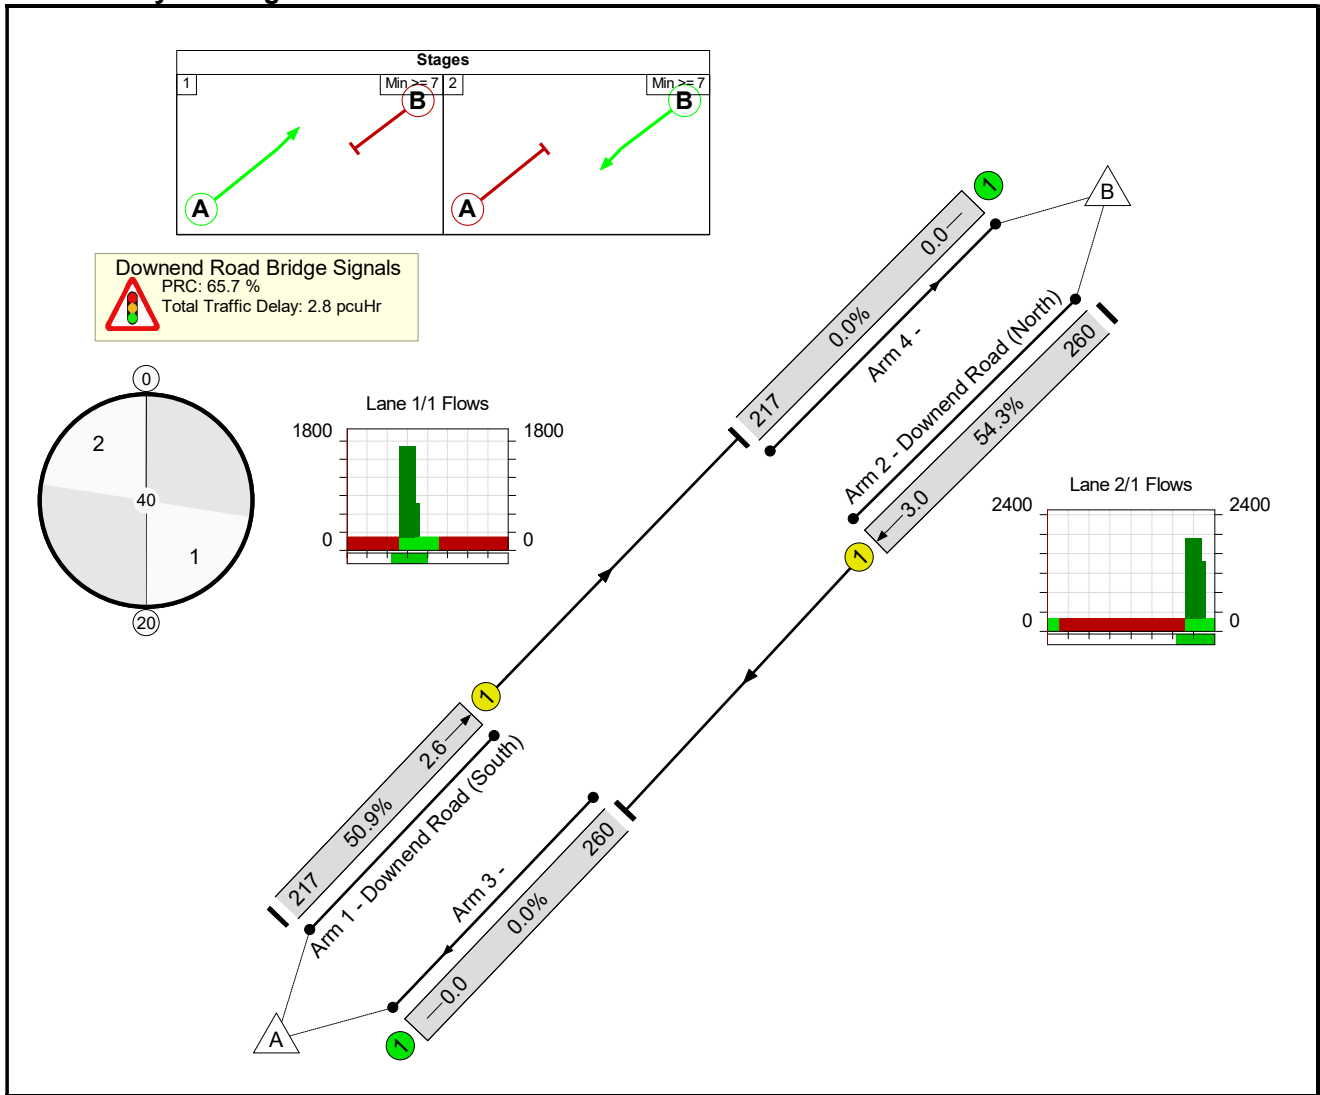 Stages
1
Min >= 7
2
Min >= 7
B
B
A
A
Downend Road Bridge Signals
PRC: 65.7 %
Total Traffic Delay: 2.8 pcuHr
0
2
40
1
20
Lane 1/1 Flows
1800
1800
0
0
1
B
0.0
0.0%
217
Arm 4 -
260
54.3%
3.0
Arm 2 - Downend Road (North)
1
Lane 2/1 Flows
2400
2400
0
0
1
2.6
50.9%
217
Arm 1 - Downend Road (South)
260
0.0%
0.0
Arm 3 -
A
1